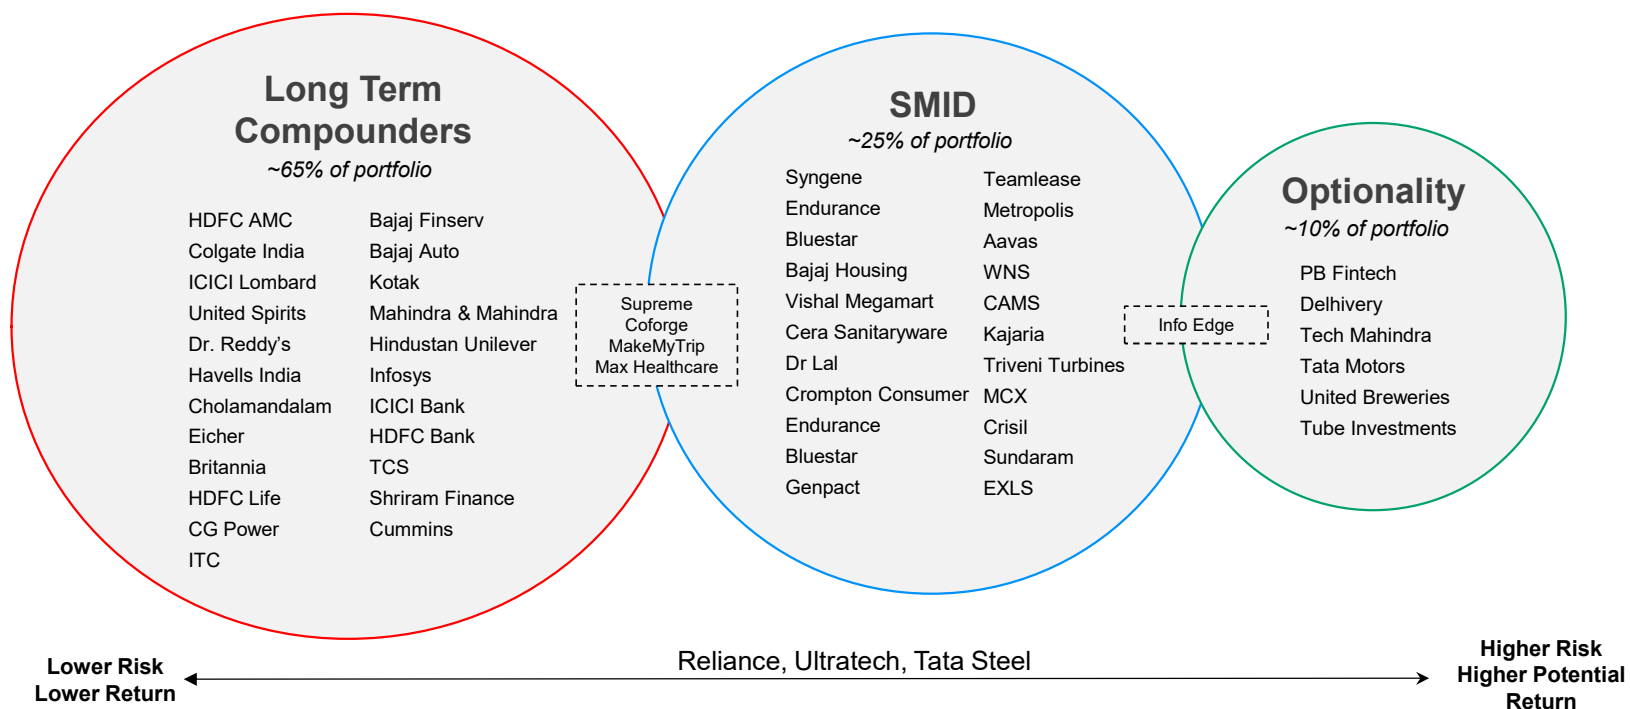 Long Term
Compounders
~65% of portfolio
HDFC AMC
Colgate India
ICICI Lombard
United Spirits
Dr. Reddy’s
Havells India
Cholamandalam
Eicher
Britannia
HDFC Life
CG Power
ITC
Bajaj Finserv
Bajaj Auto
Kotak
Mahindra & Mahindra
Hindustan Unilever
Infosys
ICICI Bank
HDFC Bank
TCS
Shriram Finance
Cummins
Supreme
Coforge
MakeMyTrip
Max Healthcare
SMID
~25% of portfolio
Syngene
Endurance
Bluestar
Bajaj Housing
Vishal Megamart
Cera Sanitaryware
Dr Lal
Crompton Consumer
Endurance
Bluestar
Genpact
Teamlease
Metropolis
Aavas
WNS
CAMS
Kajaria
Triveni Turbines
MCX
Crisil
Sundaram
EXLS
Info Edge
Optionality
~10% of portfolio
PB Fintech
Delhivery
Tech Mahindra
Tata Motors
United Breweries
Tube Investments
Lower Risk
Lower Return
Reliance, Ultratech, Tata Steel
Higher Risk
Higher Potential
Return